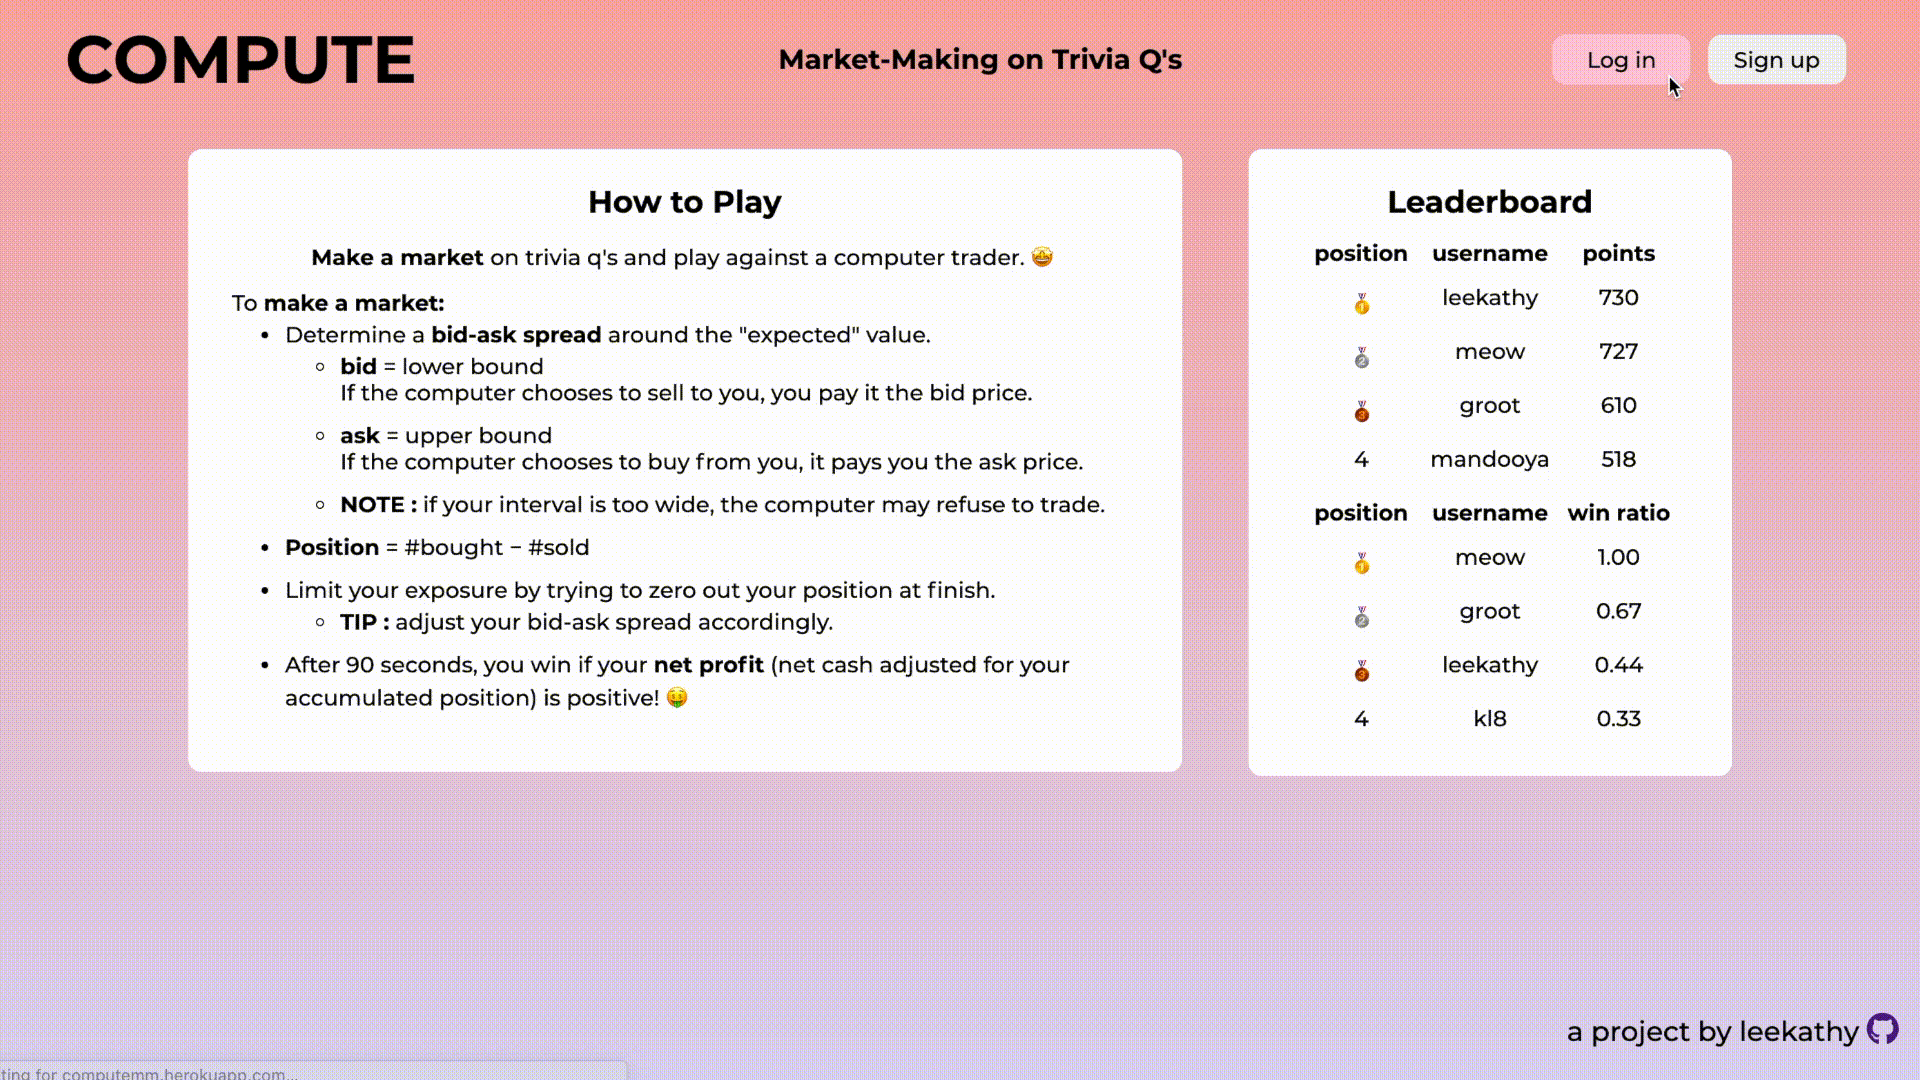 COMPUTE
Market-Making on Trivia Q's
Log in
Sign up
How to Play
Make a market on trivia q's and play against a computer trader. 🤩
To make a market:
• Determine a bid-ask spread around the "expected" value.
◦ bid = lower bound
If the computer chooses to sell to you, you pay it the bid price.
◦ ask = upper bound
If the computer chooses to buy from you, it pays you the ask price.
◦ NOTE : if your interval is too wide, the computer may refuse to trade.
• Position = #bought − #sold
• Limit your exposure by trying to zero out your position at finish.
◦ TIP : adjust your bid-ask spread accordingly.
• After 90 seconds, you win if your net profit (net cash adjusted for your
accumulated position) is positive! 🤑
Leaderboard
position username points
🥇 leekathy 730
🥈 meow 727
🥉 groot 610
4 mandooya 518
position username win ratio
🥇 meow 1.00
🥈 groot 0.67
🥉 leekathy 0.44
4 kl8 0.33
a project by leekathy
ting for computemm.herokuapp.com...